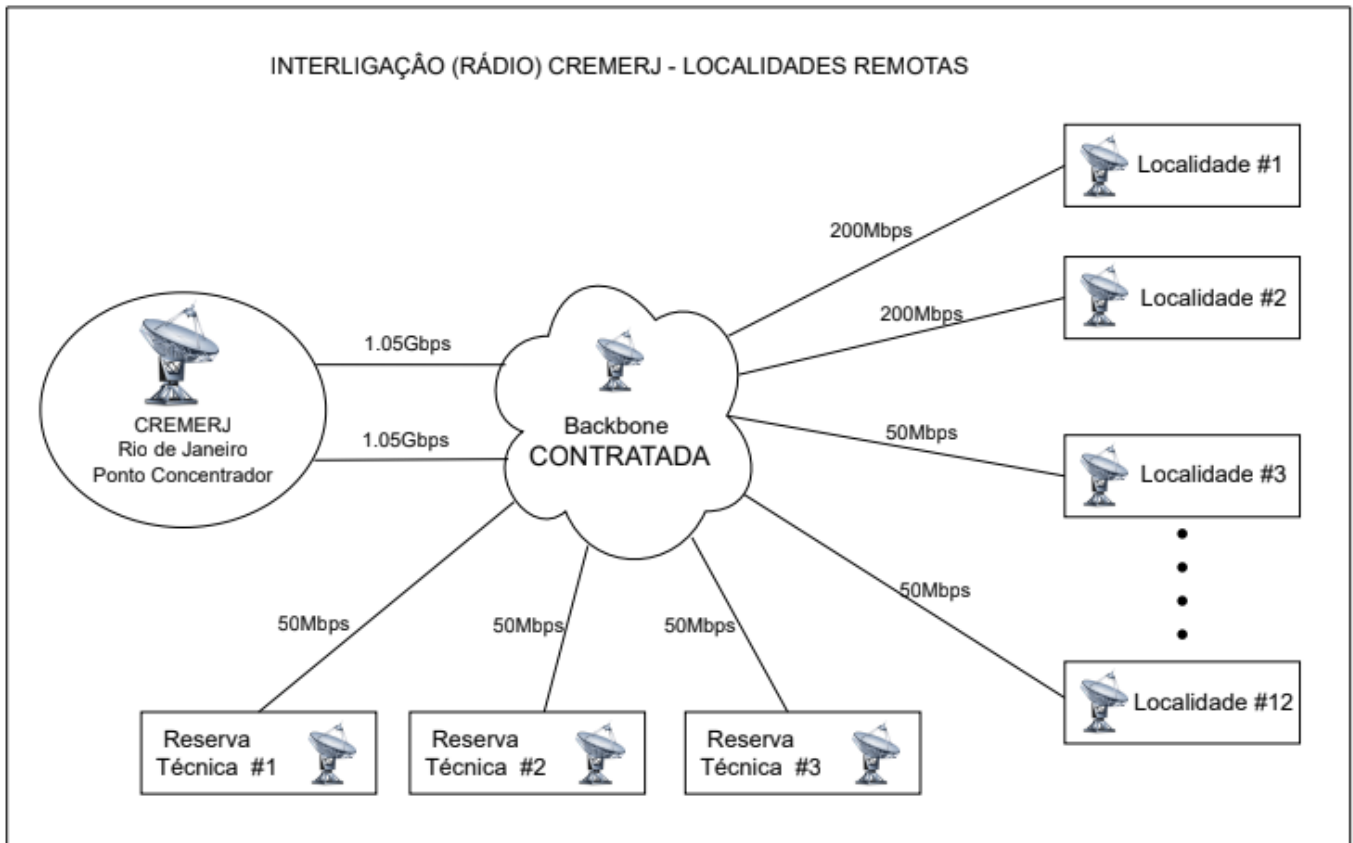 INTERLIGAÇÂO (RÁDIO) CREMERJ - LOCALIDADES REMOTAS
Localidade #1
200Mbps
Localidade #2
200Mbps
1.05Gbps
CREMERJ
Rio de Janeiro
Ponto Concentrador
1.05Gbps
Backbone
CONTRATADA
50Mbps
Localidade #3
50Mbps
Localidade #12
50Mbps
50Mbps
50Mbps
Reserva
Técnica #1
Reserva
Técnica #2
Reserva
Técnica #3